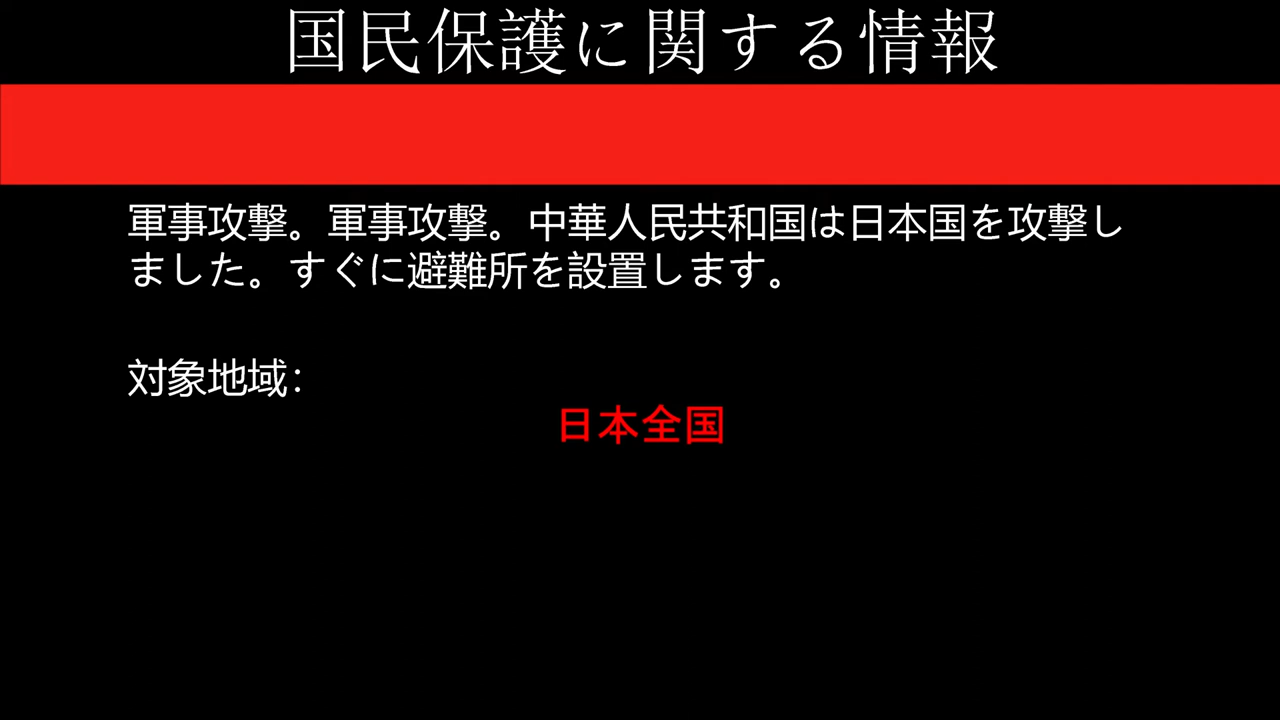 国民保護に関する情報
軍事攻撃。軍事攻撃。中華人民共和国は日本国を攻撃し
ました。すぐに避難所を設置します。
対象地域:
日本全国